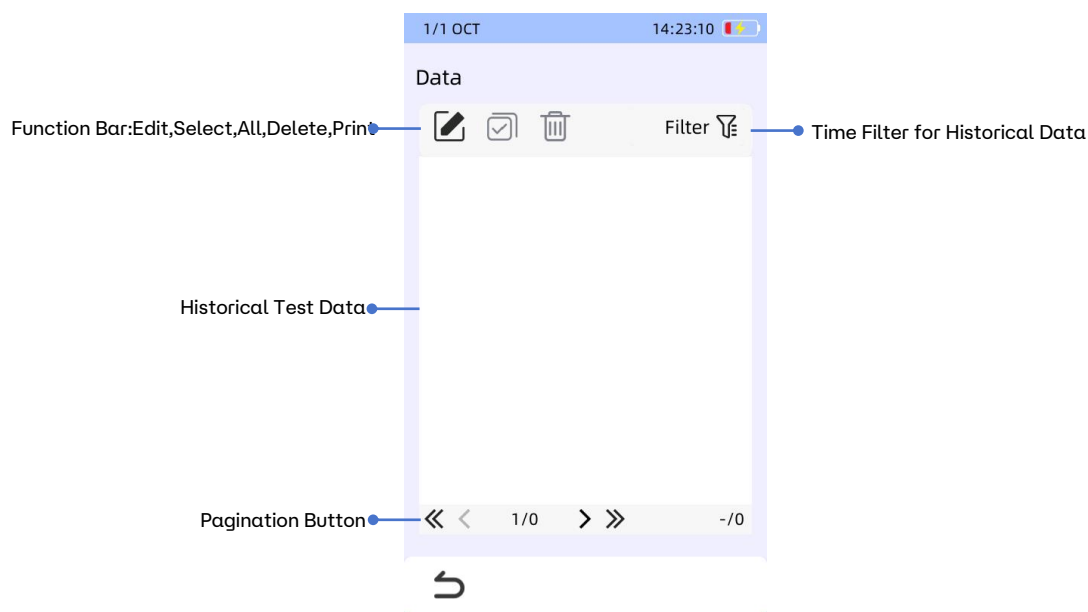 1/1 OCT 14:23:10
Data
Function Bar:Edit,Select,All,Delete,Print
Filter
Time Filter for Historical Data
Historical Test Data
Pagination Button
1/0 -/0